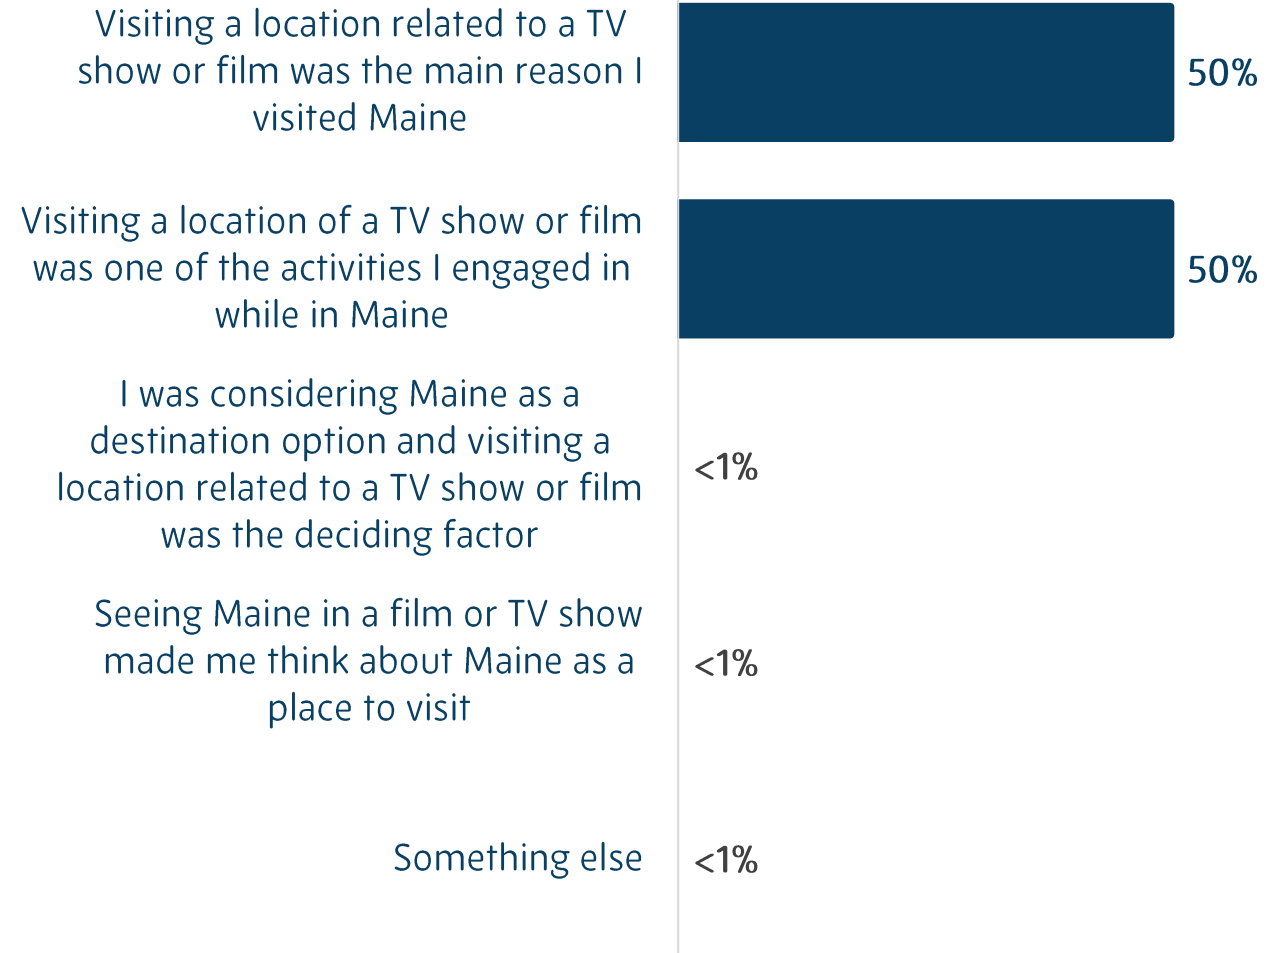 Visiting a location related to a TV
show or film was the main reason I
visited Maine
50%
Visiting a location of a TV show or film
was one of the activities I engaged in
while in Maine
50%
I was considering Maine as a
destination option and visiting a
location related to a TV show or film
was the deciding factor
<1%
Seeing Maine in a film or TV show
made me think about Maine as a
place to visit
<1%
Something else
<1%